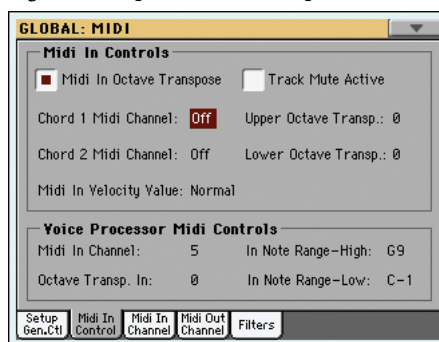 GLOBAL: MIDI
Midi In Controls
Midi In Octave Transpose Track Mute Active
Chord 1 Midi Channel: Off Upper Octave Transp.: 0
Chord 2 Midi Channel: Off Lower Octave Transp.: 0
Midi In Velocity Value: Normal
Voice Processor Midi Controls
Midi In Channel: 5 In Note Range-High: G9
Octave Transp. In: 0 In Note Range-Low: C-1
Setup Gen.Ctl Midi In Control Midi In Channel Midi Out Channel Filters